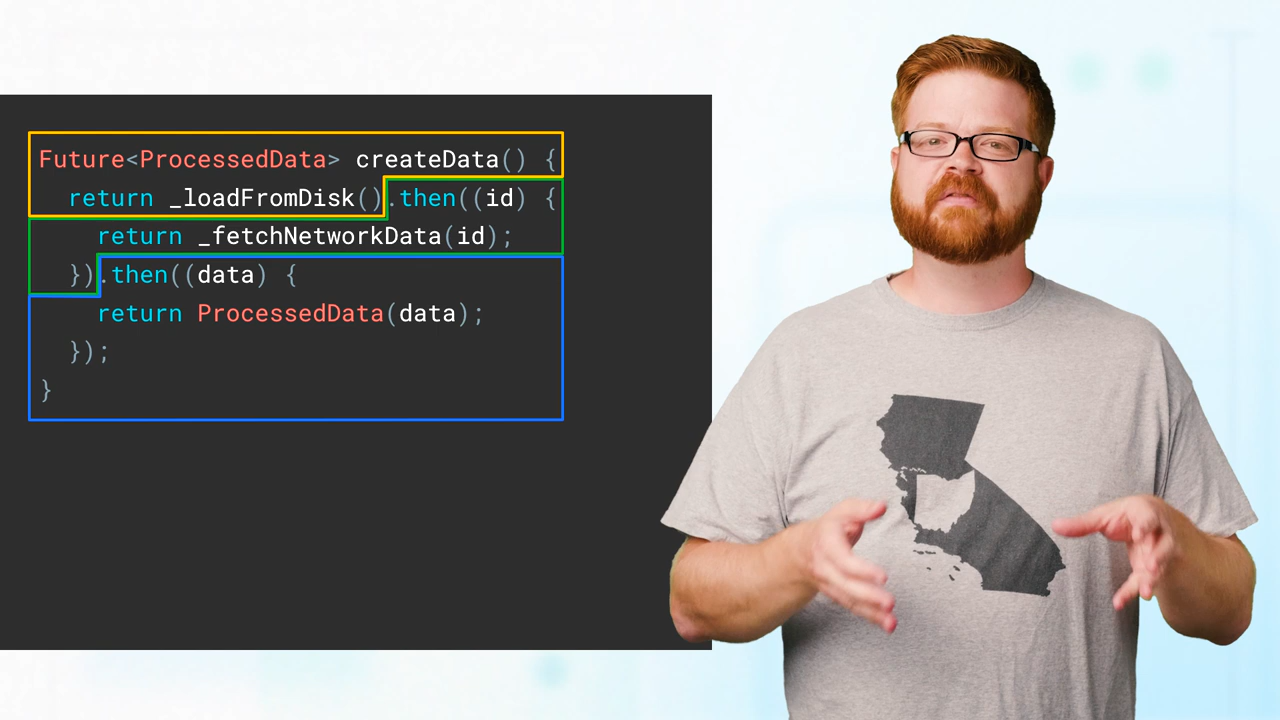 Future<ProcessedData> createData() {
  return _loadFromDisk().then((id) {
    return _fetchNetworkData(id);
  }).then((data) {
    return ProcessedData(data);
  });
}